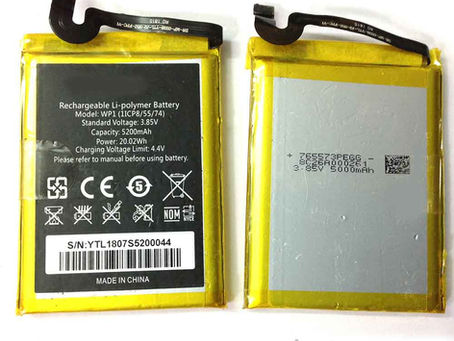 Rechargeable Li-polymer Battery
Model: WP1 (1ICP8/55/74)
Standard Voltage: 3.85V
Capacity: 5200mAh
Power: 20.02Wh
Charging Voltage Limit: 4.4V
Please refer to manual before using battery
5
NOM
S/N:YTL1807S5200044
MADE IN CHINA
+ 765573PEGG -
3.85V 5000mAh